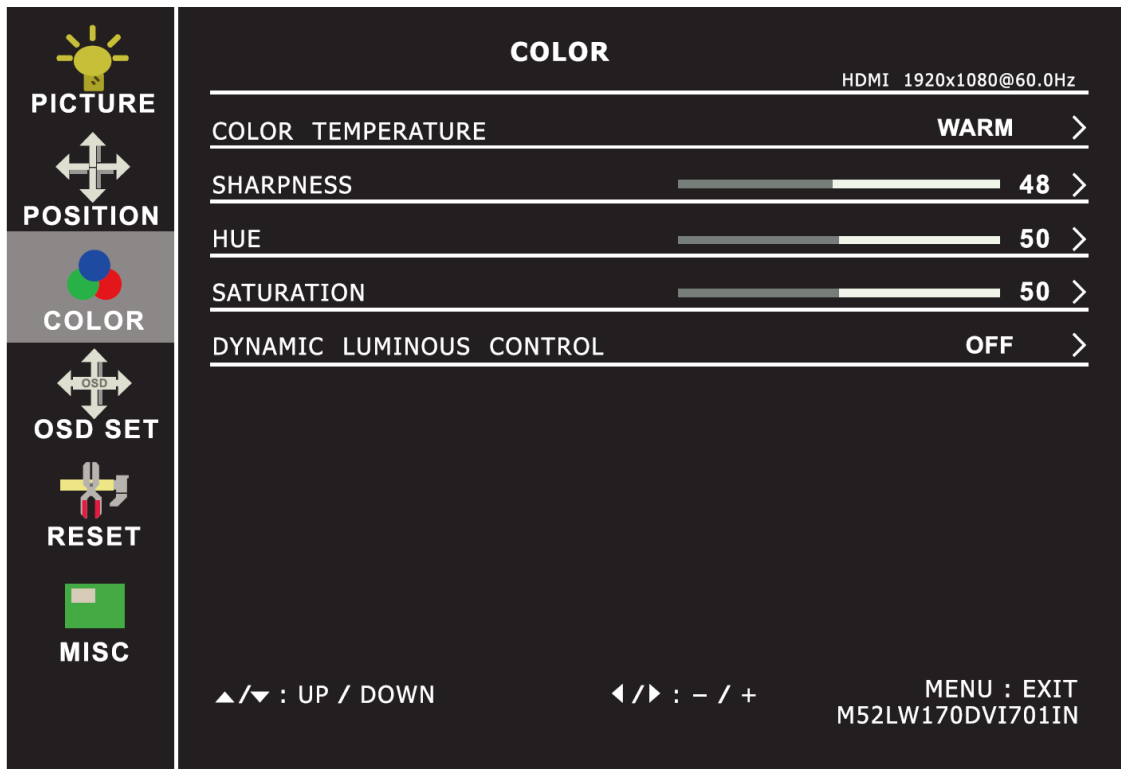 PICTURE
POSITION
COLOR
OSD
OSD SET
RESET
MISC
COLOR
HDMI 1920x1080@60.0Hz
COLOR TEMPERATURE WARM
SHARPNESS 48
HUE 50
SATURATION 50
DYNAMIC LUMINOUS CONTROL OFF
▲/▼ : UP / DOWN ◀/▶ : – / + MENU : EXIT
M52LW170DVI701IN